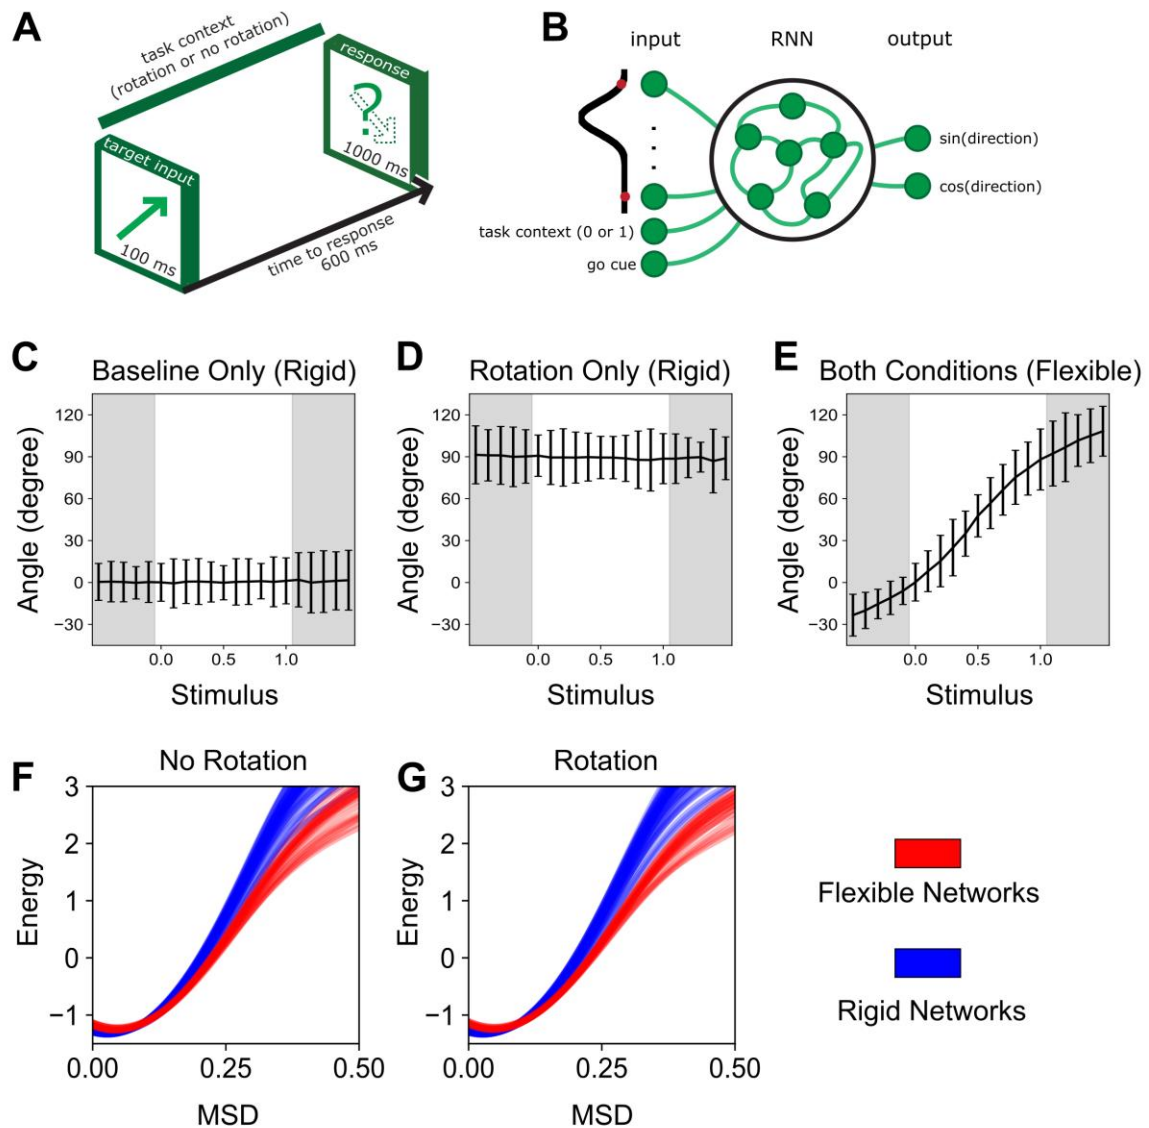 A
task context
(rotation or no rotation)
response
?
1000 ms
target input
100 ms
time to response
600 ms
B
input
RNN
output
sin(direction)
cos(direction)
task context (0 or 1)
go cue
C
Baseline Only (Rigid)
120
90
60
30
0
−30
Angle (degree)
0.0 0.5 1.0
Stimulus
D
Rotation Only (Rigid)
120
90
60
30
0
−30
Angle (degree)
0.0 0.5 1.0
Stimulus
E
Both Conditions (Flexible)
120
90
60
30
0
−30
Angle (degree)
0.0 0.5 1.0
Stimulus
F
No Rotation
3
2
1
0
−1
Energy
0.00 0.25 0.50
MSD
G
Rotation
3
2
1
0
−1
Energy
0.00 0.25 0.50
MSD
Flexible Networks
Rigid Networks